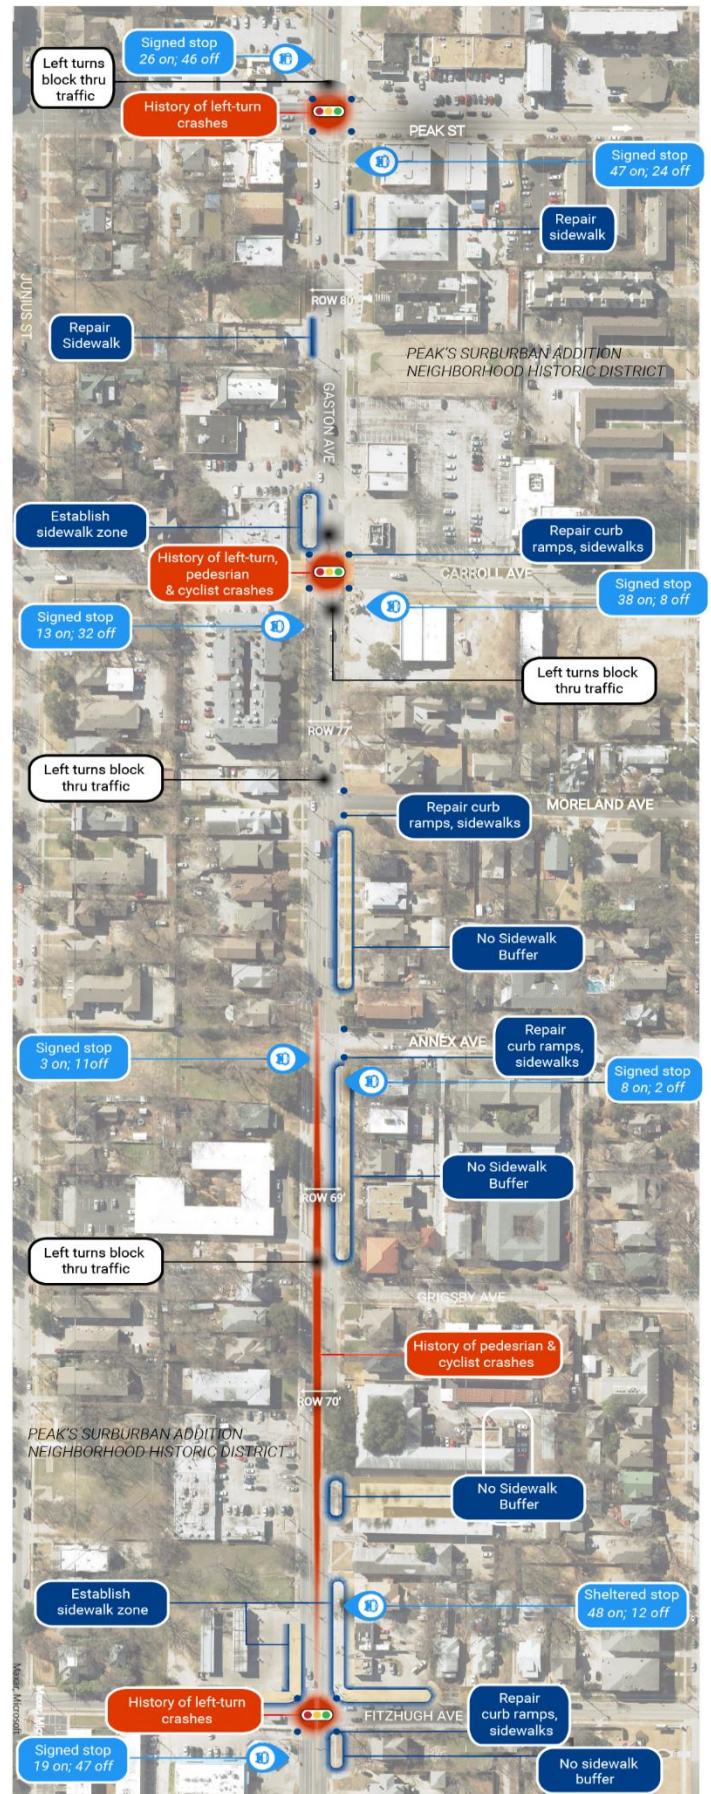 Signed stop
26 on; 46 off
Left turns
block thru
traffic
History of left-turn
crashes
PEAK ST
Signed stop
47 on; 24 off
Repair
sidewalk
JUNIUS ST.
ROW 80'
Repair
Sidewalk
PEAK'S SURBURBAN ADDITION
NEIGHBORHOOD HISTORIC DISTRICT
GASTON AVE
Establish
sidewalk zone
Repair curb
ramps, sidewalks
History of left-turn,
pedestrian
& cyclist crashes
CARROLL AVE
Signed stop
38 on; 8 off
Signed stop
13 on; 32 off
Left turns block
thru traffic
ROW 77'
Left turns block
thru traffic
MORELAND AVE
Repair curb
ramps, sidewalks
No Sidewalk
Buffer
ANNEX AVE
Repair
curb ramps,
sidewalks
Signed stop
3 on; 11off
Signed stop
8 on; 2 off
No Sidewalk
Buffer
ROW 69'
Left turns block
thru traffic
GRIGSBY AVE
History of pedesrian &
cyclist crashes
ROW 70'
PEAK'S SURBURBAN ADDITION
NEIGHBORHOOD HISTORIC DISTRICT
No Sidewalk
Buffer
Establish
sidewalk zone
Sheltered stop
48 on; 12 off
Maxar, Microsoft
History of left-turn
crashes
FITZHUGH AVE
Repair
curb ramps,
sidewalks
Signed stop
19 on; 47 off
No sidewalk
buffer